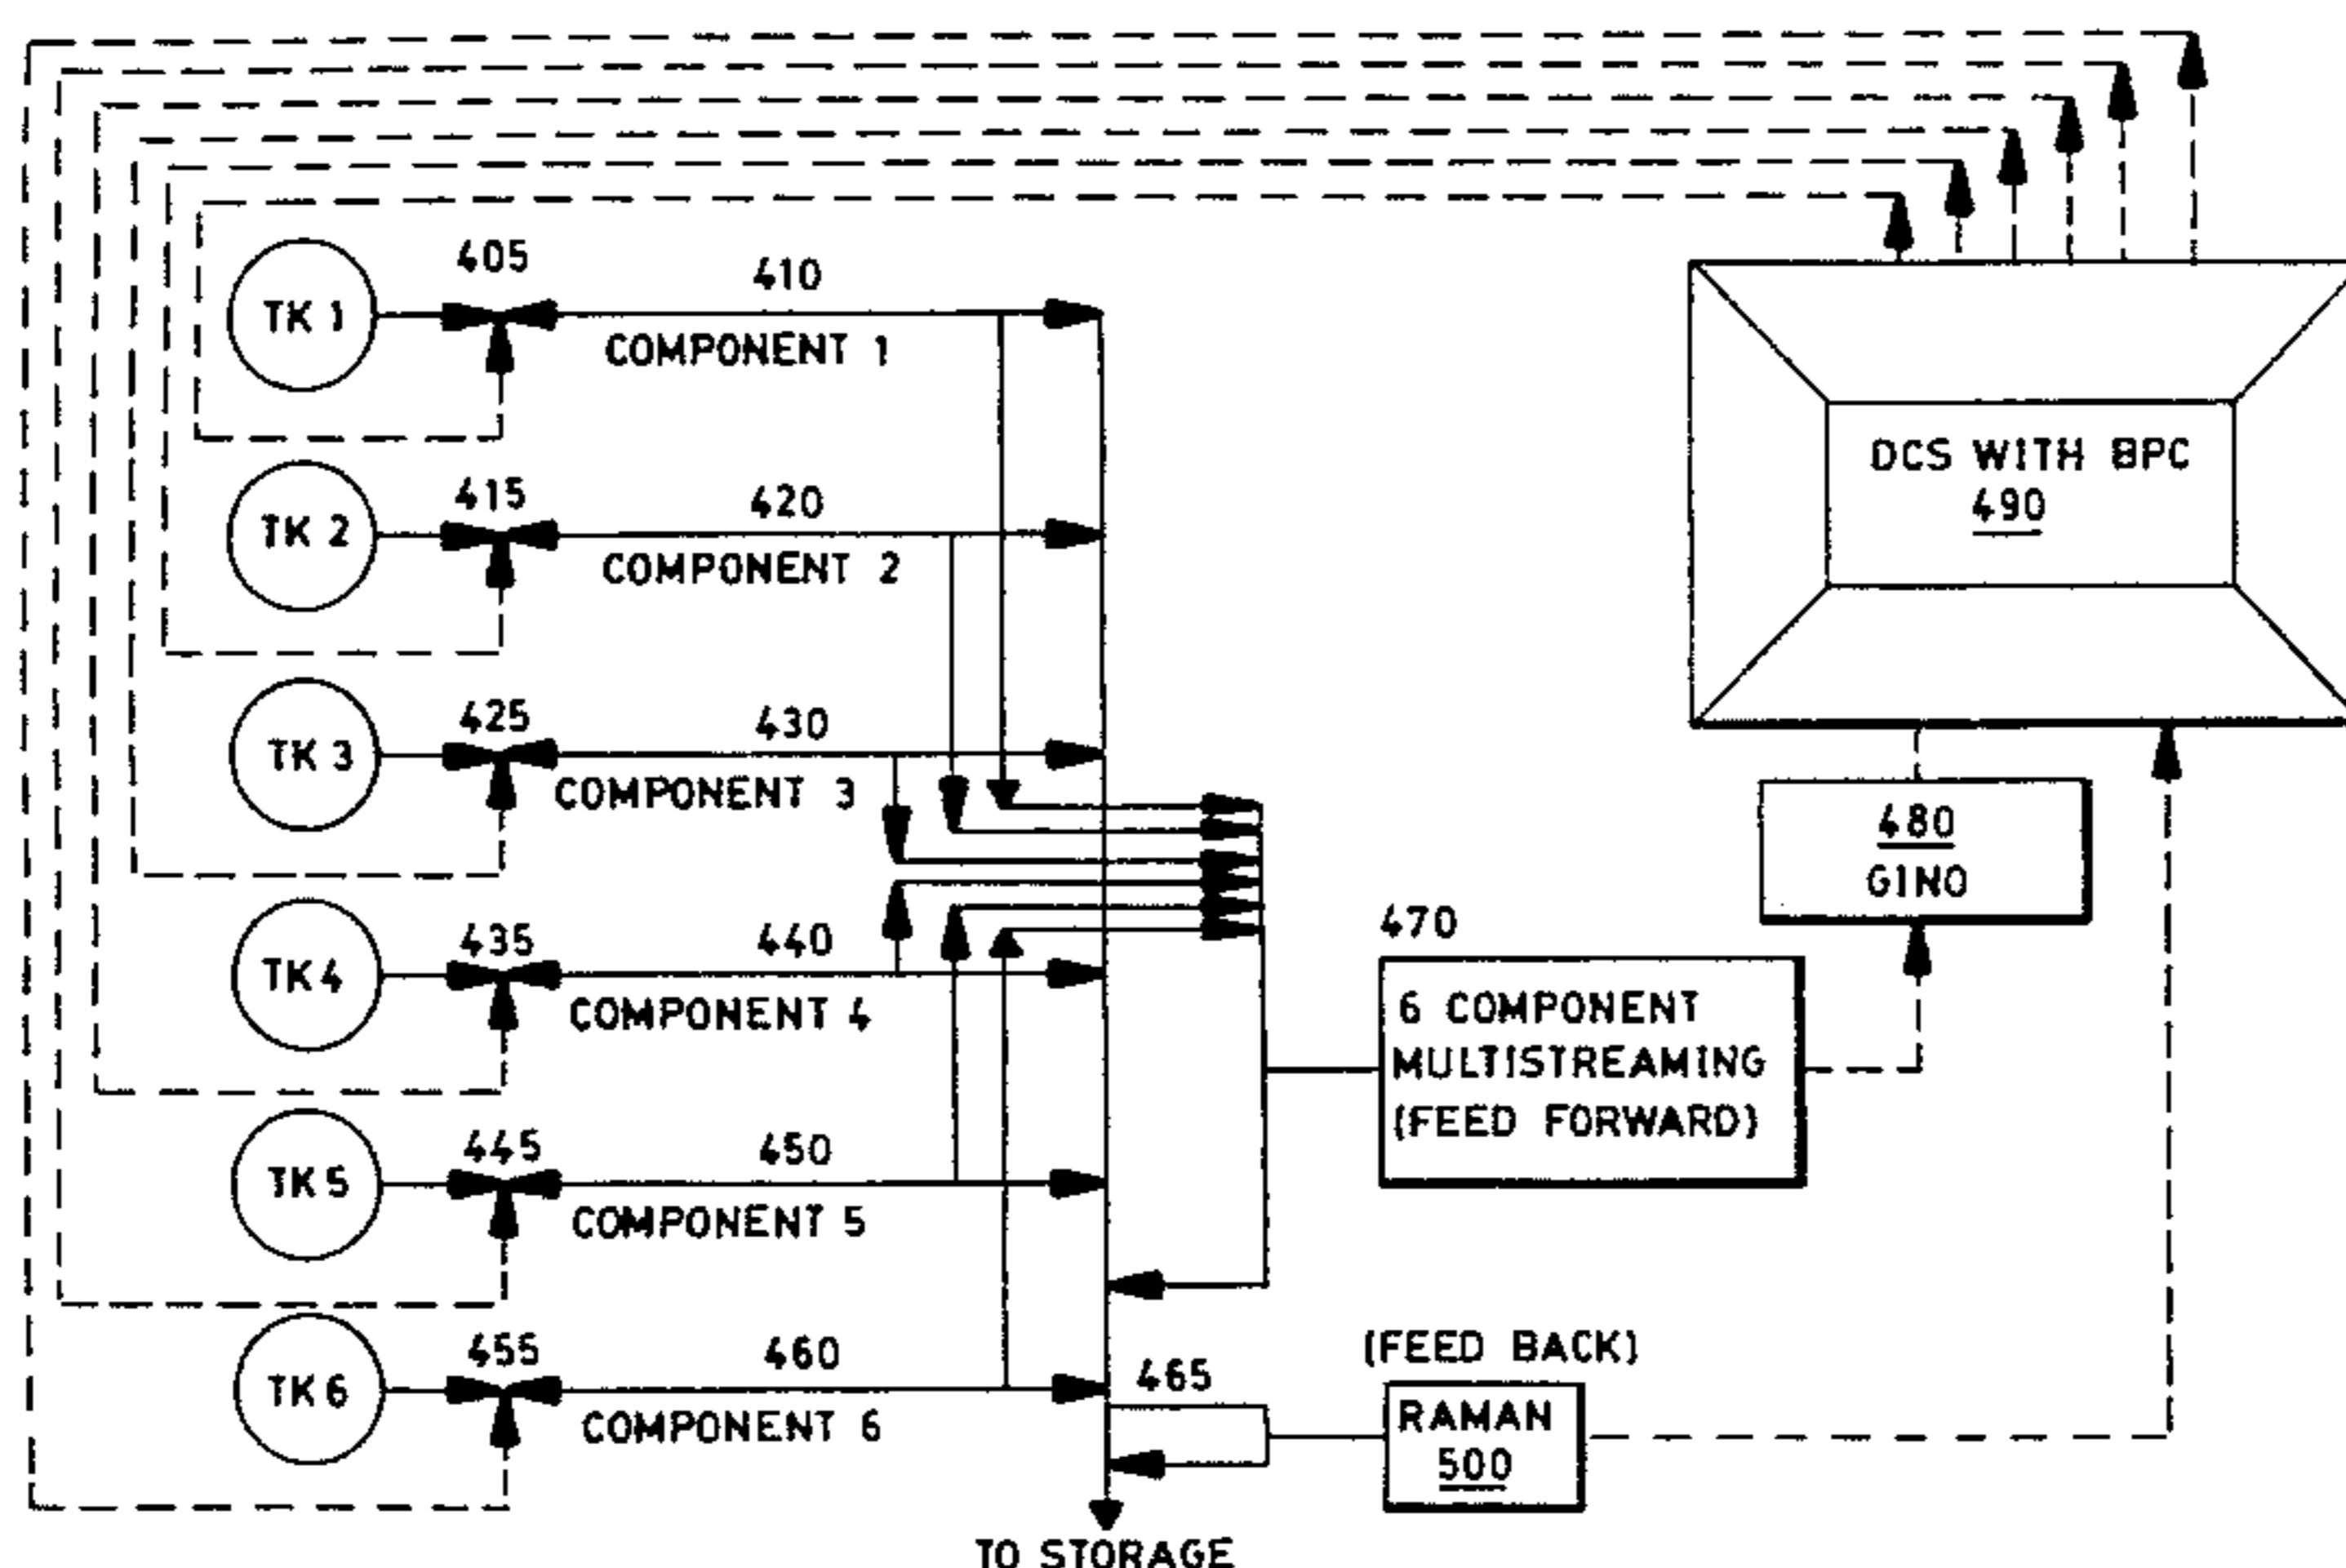 TK 1
405
410
COMPONENT 1
TK 2
415
420
COMPONENT 2
TK 3
425
430
COMPONENT 3
TK 4
435
440
COMPONENT 4
TK 5
445
450
COMPONENT 5
TK 6
455
460
COMPONENT 6
465
TO STORAGE
DCS WITH BPC
490
480
GINO
470
6 COMPONENT
MULTISTREAMING
(FEED FORWARD)
(FEED BACK)
RAMAN
500